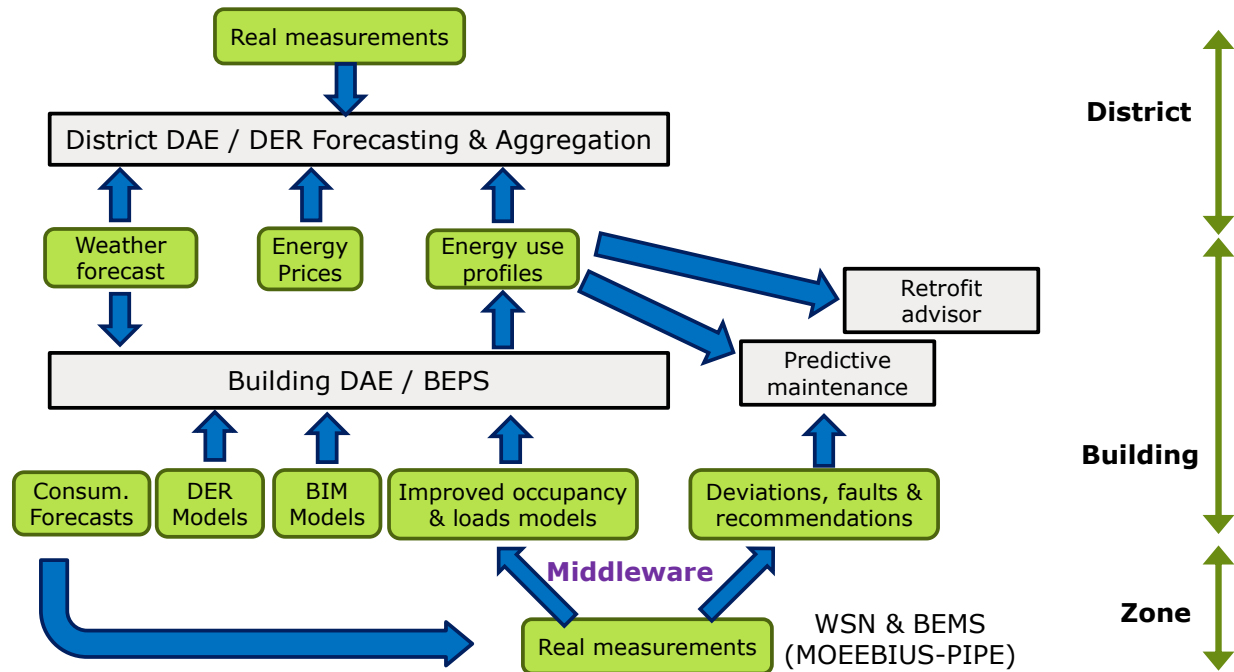 Real measurements
District
District DAE / DER Forecasting & Aggregation
Weather
forecast
Energy
Prices
Energy use
profiles
Retrofit
advisor
Building DAE / BEPS
Predictive
maintenance
Building
Consum.
Forecasts
DER
Models
BIM
Models
Improved occupancy
& loads models
Deviations, faults &
recommendations
Middleware
Zone
Real measurements
WSN & BEMS
(MOEEBIUS-PIPE)